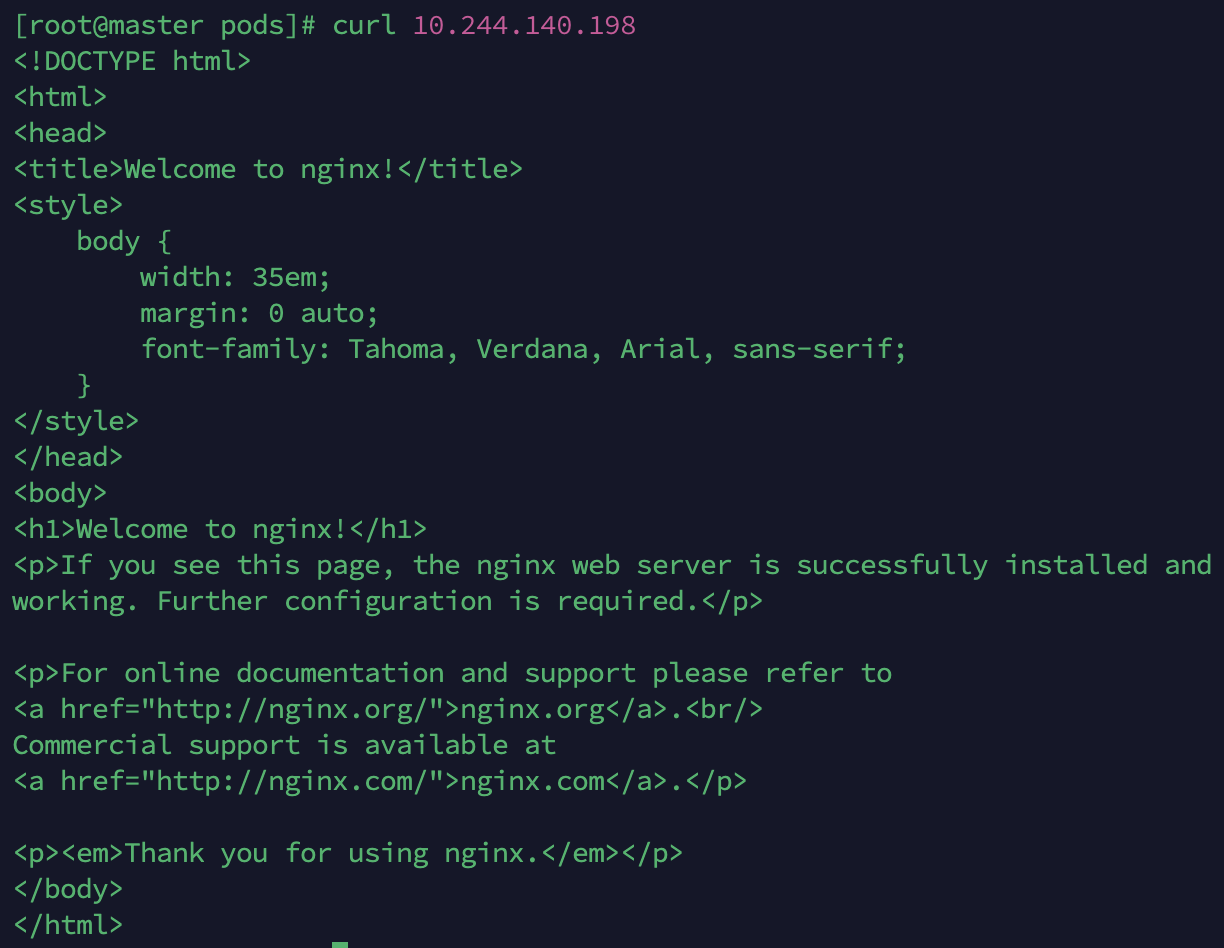 [root@master pods]# curl 10.244.140.198
<!DOCTYPE html>
<html>
<head>
<title>Welcome to nginx!</title>
<style>
    body {
        width: 35em;
        margin: 0 auto;
        font-family: Tahoma, Verdana, Arial, sans-serif;
    }
</style>
</head>
<body>
<h1>Welcome to nginx!</h1>
<p>If you see this page, the nginx web server is successfully installed and
working. Further configuration is required.</p>

<p>For online documentation and support please refer to
<a href="http://nginx.org/">nginx.org</a>.<br/>
Commercial support is available at
<a href="http://nginx.com/">nginx.com</a>.</p>

<p><em>Thank you for using nginx.</em></p>
</body>
</html>